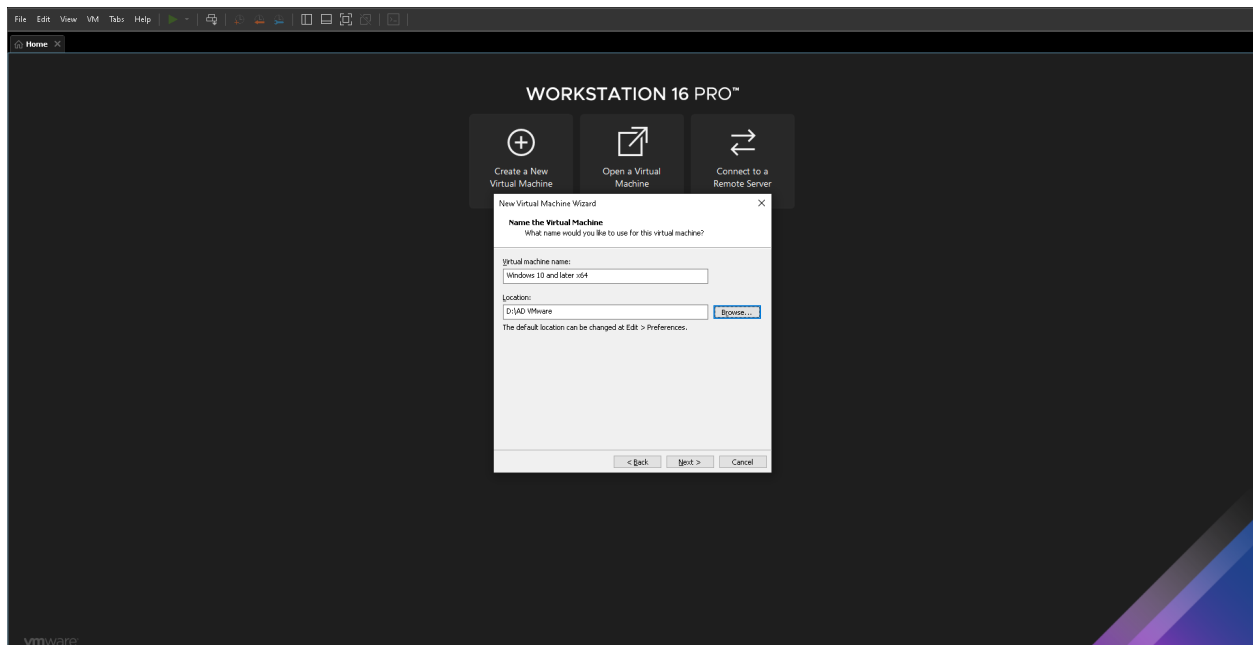 File Edit View VM Tabs Help
Home
WORKSTATION 16 PRO™
Create a New
Virtual Machine
Open a Virtual
Machine
Connect to a
Remote Server
New Virtual Machine Wizard
Name the Virtual Machine
What name would you like to use for this virtual machine?
Virtual machine name:
Windows 10 and later x64
Location:
D:\AD VMware
Browse...
The default location can be changed at Edit > Preferences.
< Back Next > Cancel
vmware